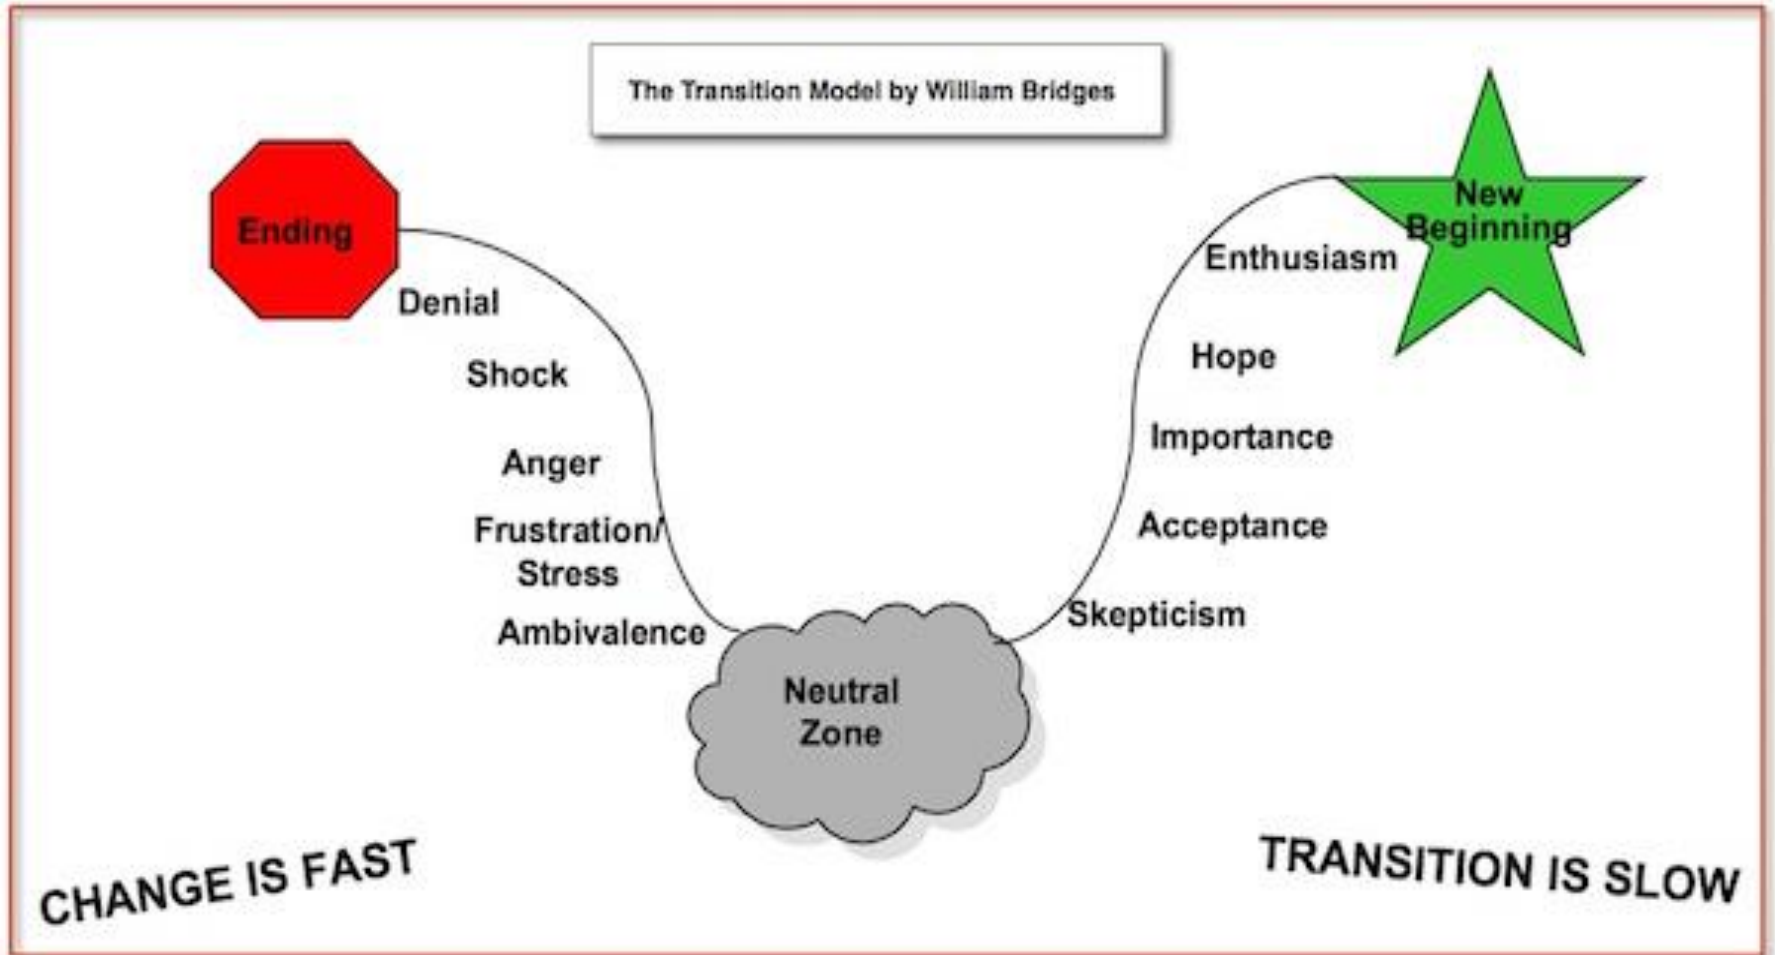 The Transition Model by William Bridges
Ending
Denial
Shock
Anger
Frustration/
Stress
Ambivalence
Neutral
Zone
New
Beginning
Enthusiasm
Hope
Importance
Acceptance
Skepticism
CHANGE IS FAST
TRANSITION IS SLOW